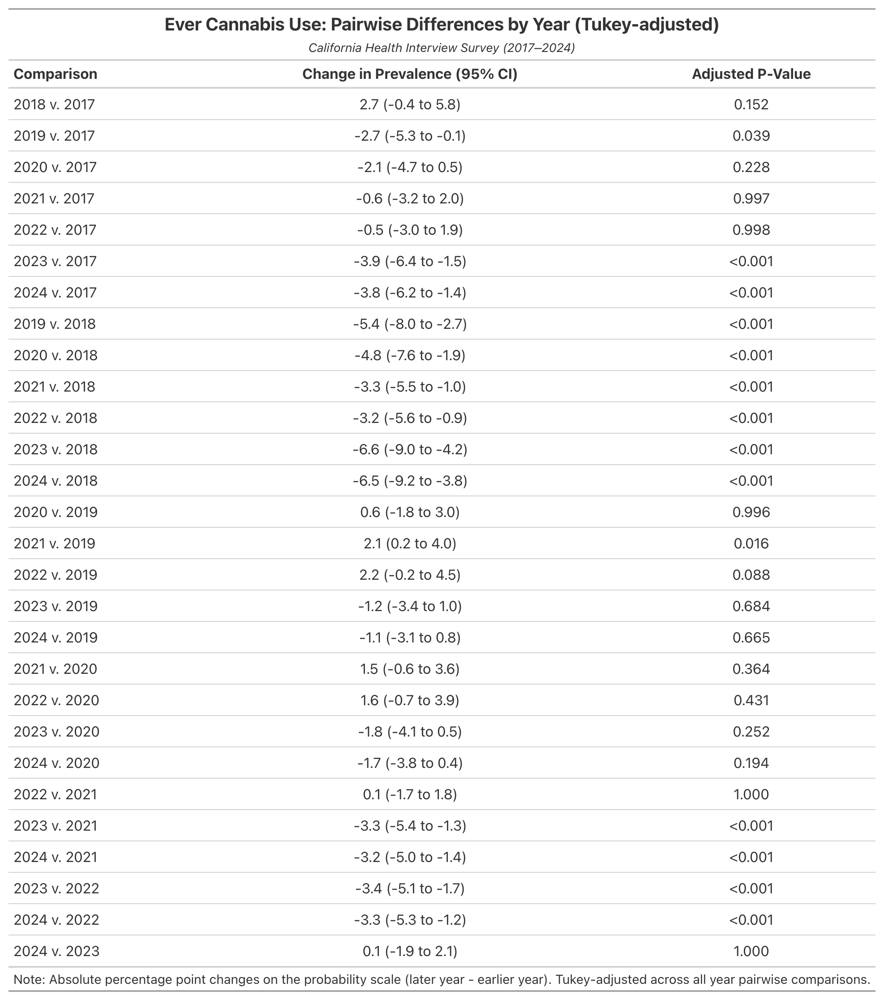 Ever Cannabis Use: Pairwise Differences by Year (Tukey-adjusted)
California Health Interview Survey (2017–2024)
Comparison Change in Prevalence (95% CI) Adjusted P-Value
2018 v. 2017 2.7 (-0.4 to 5.8) 0.152
2019 v. 2017 -2.7 (-5.3 to -0.1) 0.039
2020 v. 2017 -2.1 (-4.7 to 0.5) 0.228
2021 v. 2017 -0.6 (-3.2 to 2.0) 0.997
2022 v. 2017 -0.5 (-3.0 to 1.9) 0.998
2023 v. 2017 -3.9 (-6.4 to -1.5) <0.001
2024 v. 2017 -3.8 (-6.2 to -1.4) <0.001
2019 v. 2018 -5.4 (-8.0 to -2.7) <0.001
2020 v. 2018 -4.8 (-7.6 to -1.9) <0.001
2021 v. 2018 -3.3 (-5.5 to -1.0) <0.001
2022 v. 2018 -3.2 (-5.6 to -0.9) <0.001
2023 v. 2018 -6.6 (-9.0 to -4.2) <0.001
2024 v. 2018 -6.5 (-9.2 to -3.8) <0.001
2020 v. 2019 0.6 (-1.8 to 3.0) 0.996
2021 v. 2019 2.1 (0.2 to 4.0) 0.016
2022 v. 2019 2.2 (-0.2 to 4.5) 0.088
2023 v. 2019 -1.2 (-3.4 to 1.0) 0.684
2024 v. 2019 -1.1 (-3.1 to 0.8) 0.665
2021 v. 2020 1.5 (-0.6 to 3.6) 0.364
2022 v. 2020 1.6 (-0.7 to 3.9) 0.431
2023 v. 2020 -1.8 (-4.1 to 0.5) 0.252
2024 v. 2020 -1.7 (-3.8 to 0.4) 0.194
2022 v. 2021 0.1 (-1.7 to 1.8) 1.000
2023 v. 2021 -3.3 (-5.4 to -1.3) <0.001
2024 v. 2021 -3.2 (-5.0 to -1.4) <0.001
2023 v. 2022 -3.4 (-5.1 to -1.7) <0.001
2024 v. 2022 -3.3 (-5.3 to -1.2) <0.001
2024 v. 2023 0.1 (-1.9 to 2.1) 1.000
Note: Absolute percentage point changes on the probability scale (later year - earlier year). Tukey-adjusted across all year pairwise comparisons.